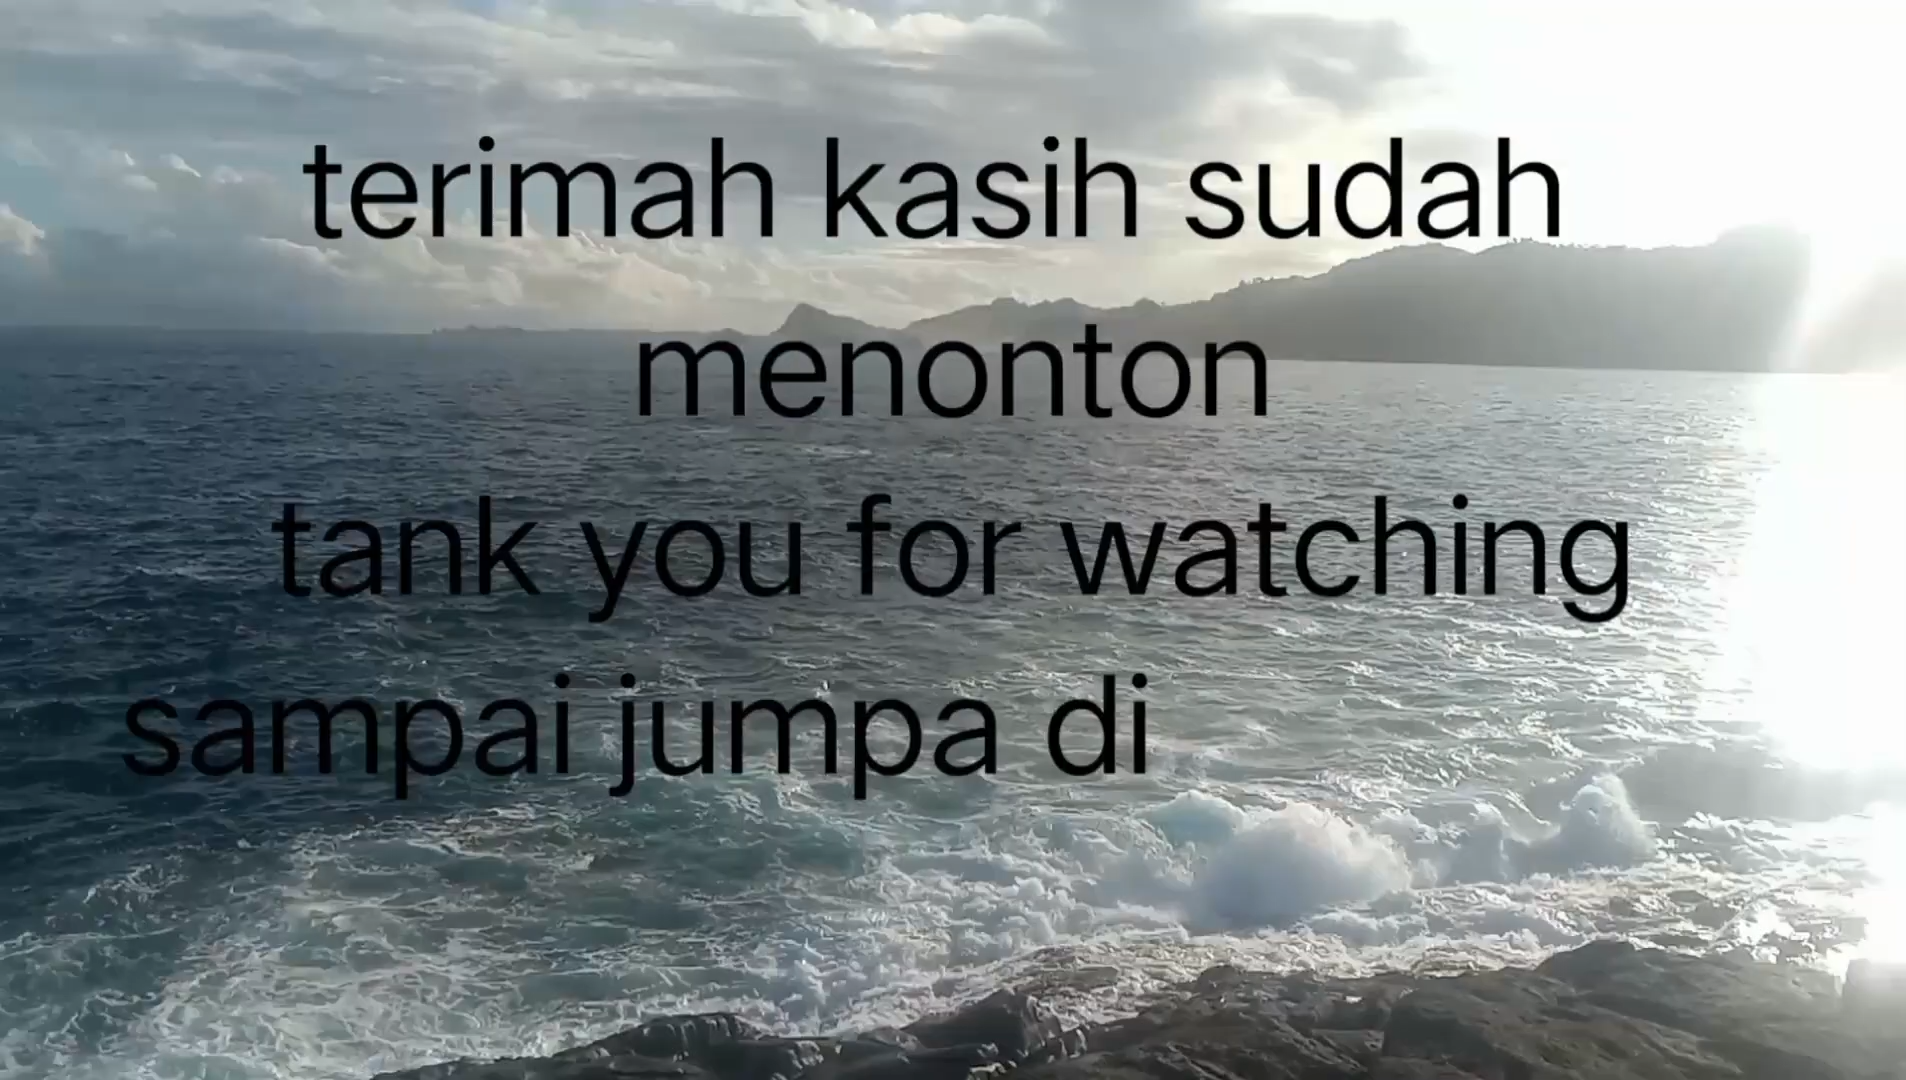 terimah kasih sudah
menonton
tank you for watching
sampai jumpa di